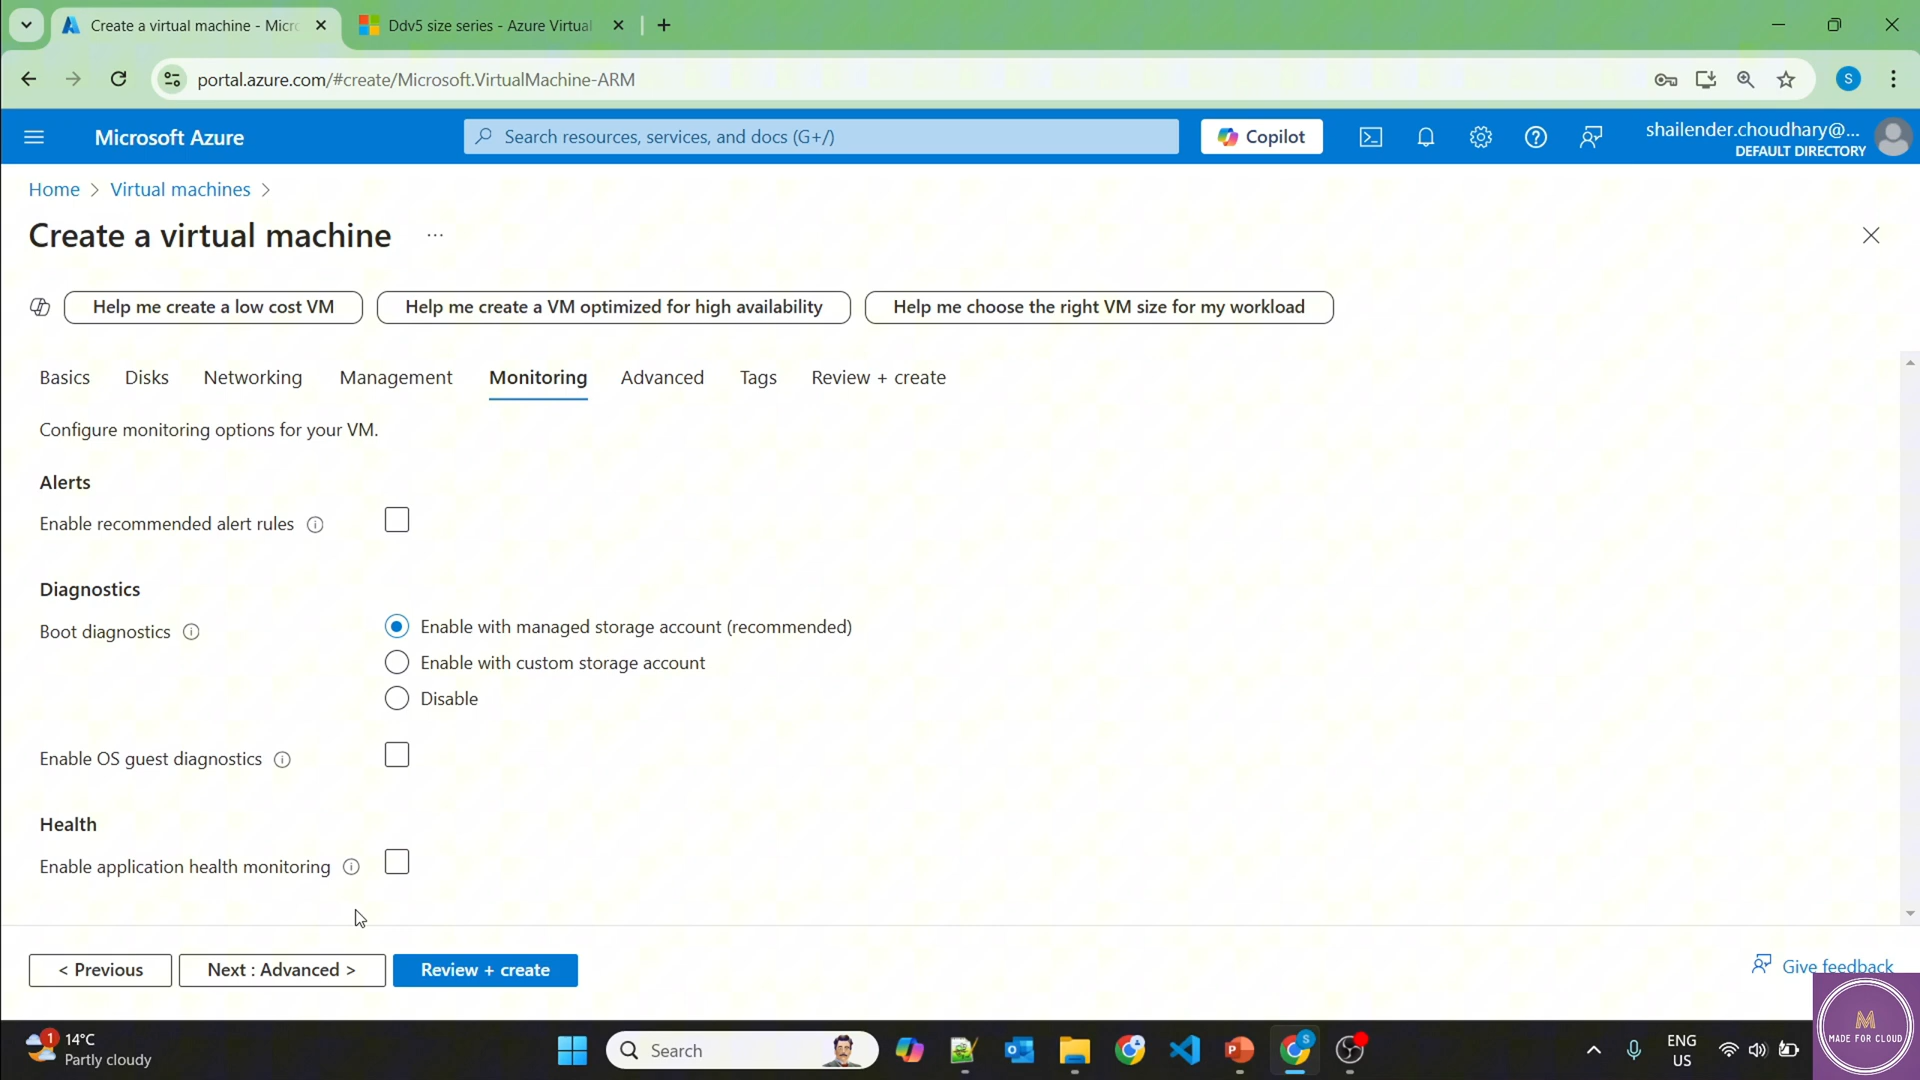 Create a virtual machine - Micro
Ddv5 size series - Azure Virtual
portal.azure.com/#create/Microsoft.VirtualMachine-ARM
S
Microsoft Azure
Search resources, services, and docs (G+/)
Copilot
shailender.choudhary@...
DEFAULT DIRECTORY
Home > Virtual machines >
Create a virtual machine ...
Help me create a low cost VM
Help me create a VM optimized for high availability
Help me choose the right VM size for my workload
Basics Disks Networking Management Monitoring Advanced Tags Review + create
Configure monitoring options for your VM.
Alerts
Enable recommended alert rules
Diagnostics
Boot diagnostics
Enable with managed storage account (recommended)
Enable with custom storage account
Disable
Enable OS guest diagnostics
Health
Enable application health monitoring
< Previous
Next : Advanced >
Review + create
Give feedback
1
14°C
Partly cloudy
Search
ENG
US
M
MADE FOR CLOUD